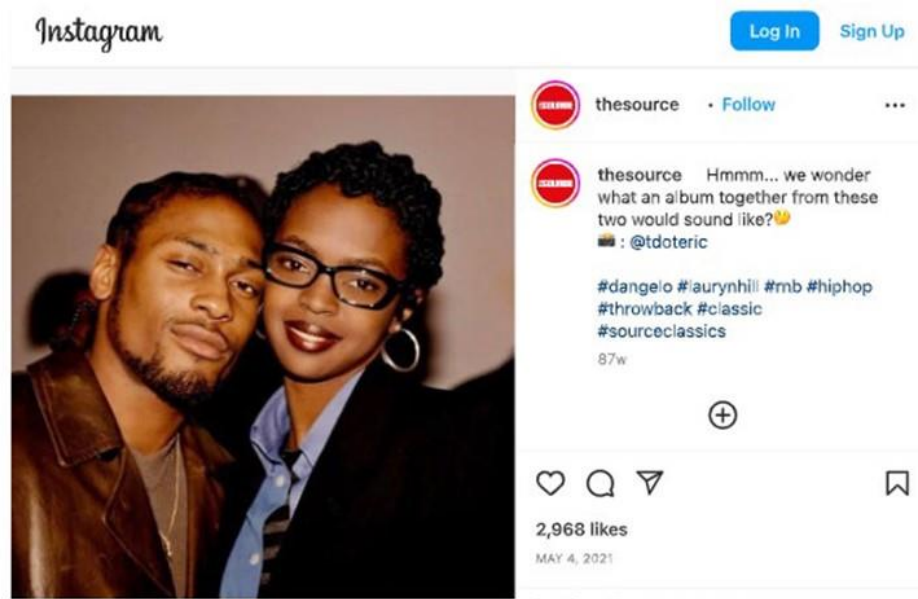 Instagram
Log In
Sign Up
thesource • Follow
thesource Hmmm... we wonder
what an album together from these
two would sound like?🤔
📸 : @tdoteric
#dangelo #laurynhill #rnb #hiphop
#throwback #classic
#sourceclassics
87w
2,968 likes
MAY 4, 2021